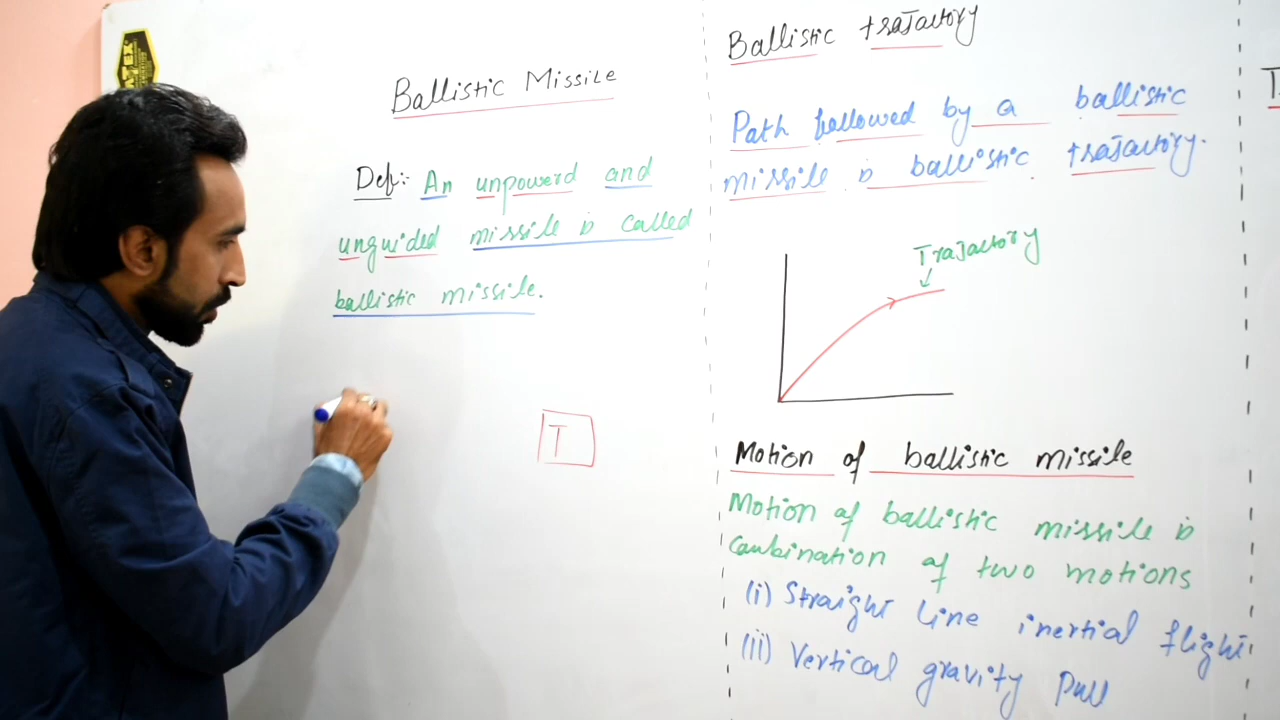 Ballistic Missile
Def:- An unpowerd and
unguided missile is called
ballistic missile.
T
Ballistic trajactory
Path followed by a ballistic
missile is ballistic trajactory.
Trajactory
Motion of ballistic missile
Motion of ballistic missile is
Combination of two motions
(i) Straight line inertial flight
(ii) Vertical gravity pull
T